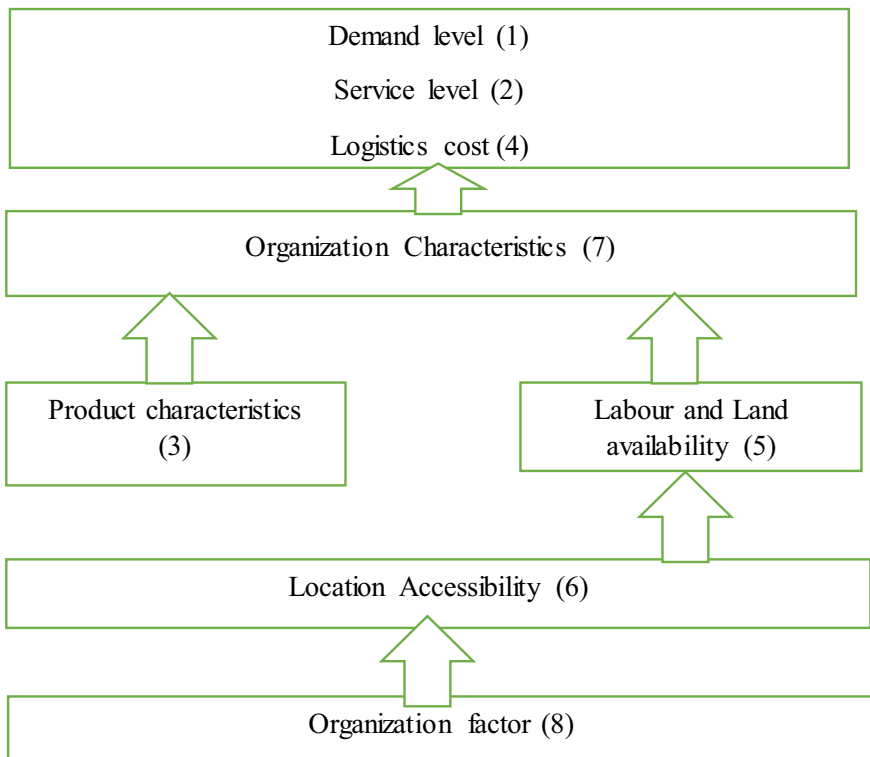 Demand level (1)
Service level (2)
Logistics cost (4)
Organization Characteristics (7)
Product characteristics
(3)
Labour and Land
availability (5)
Location Accessibility (6)
Organization factor (8)